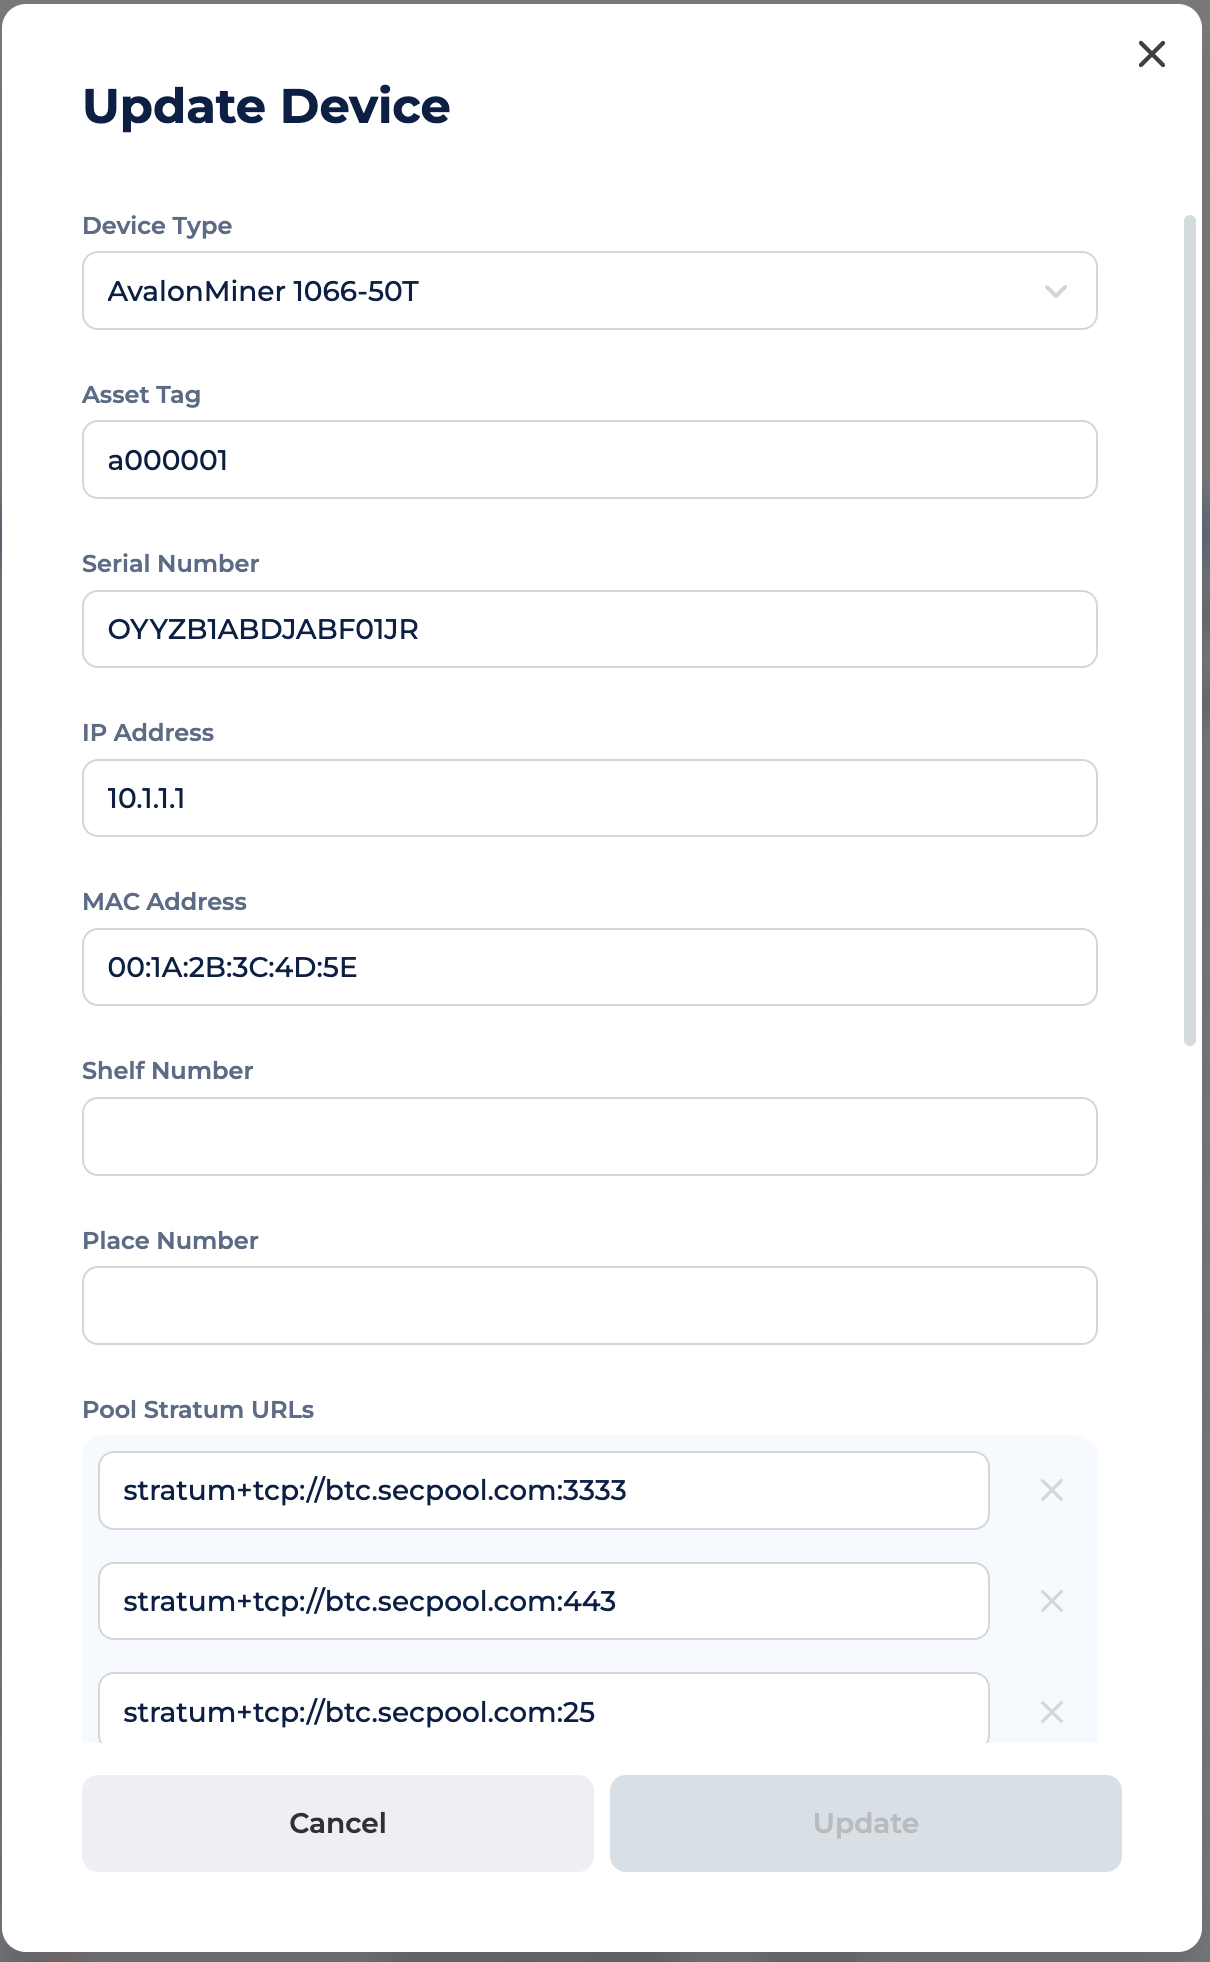 Update Device
Device Type
AvalonMiner 1066-50T
Asset Tag
a000001
Serial Number
OYYZB1ABDJABF01JR
IP Address
10.1.1.1
MAC Address
00:1A:2B:3C:4D:5E
Shelf Number
Place Number
Pool Stratum URLs
stratum+tcp://btc.secpool.com:3333
stratum+tcp://btc.secpool.com:443
stratum+tcp://btc.secpool.com:25
Cancel
Update